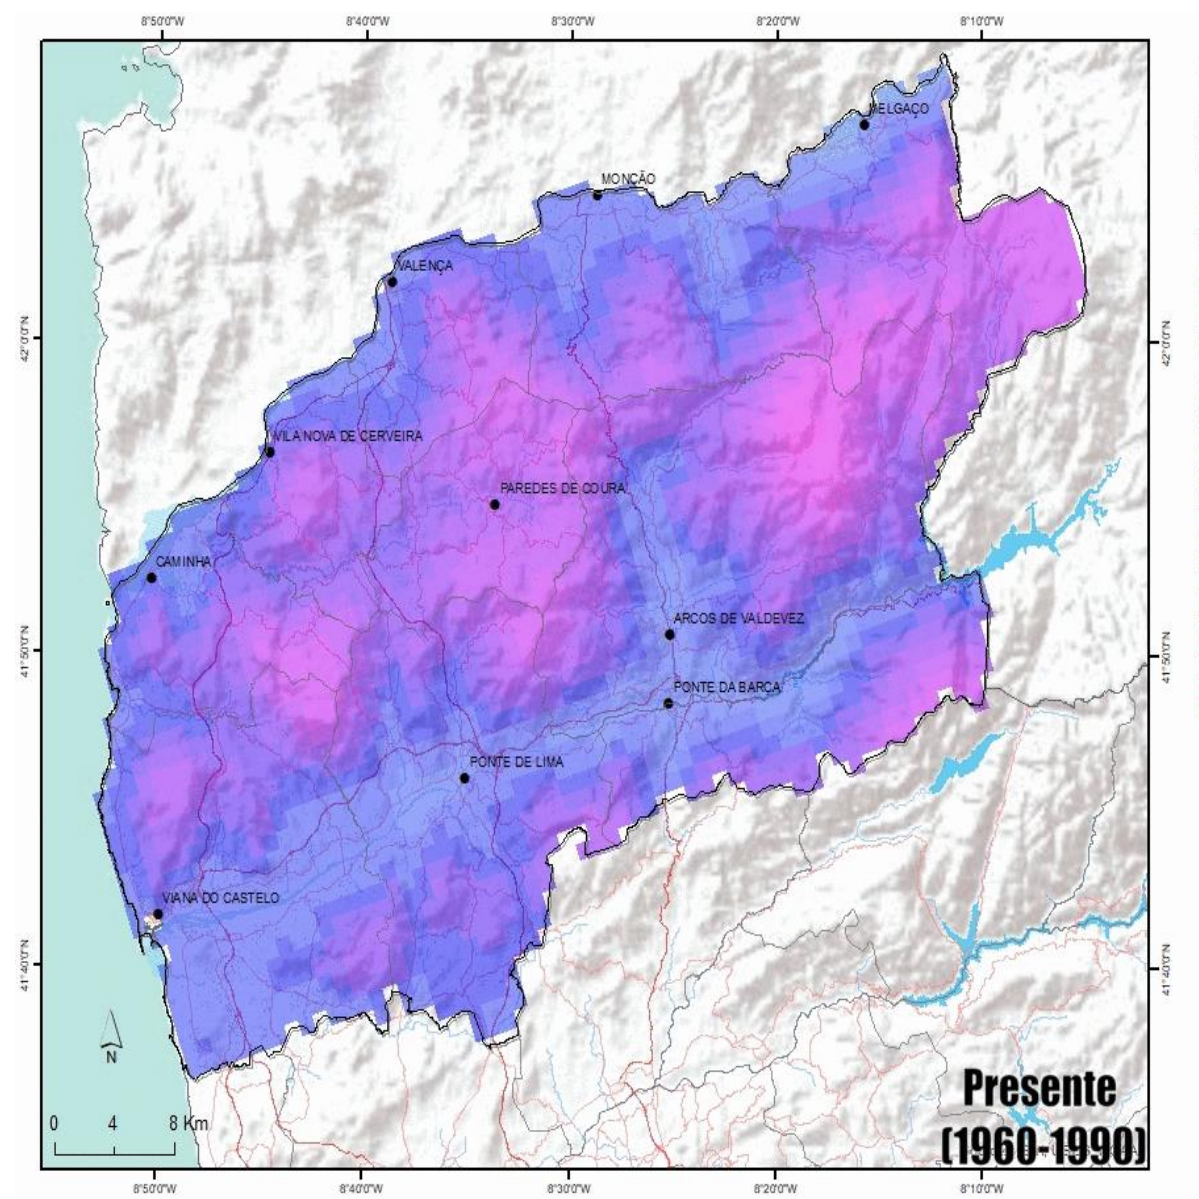 8°50'0"W 8°40'0"W 8°30'0"W 8°20'0"W 8°10'0"W
MELGAÇO
MONÇÃO
VALENÇA
42°0'0"N 42°0'0"N
VILA NOVA DE CERVEIRA
PAREDES DE COURA
CAMINHA
ARCOS DE VALDEVEZ
41°50'0"N 41°50'0"N
PONTE DA BARCA
PONTE DE LIMA
VIANA DO CASTELO
41°40'0"N 41°40'0"N
N
Presente
0 4 8 Km
(1960-1990)
8°50'0"W 8°40'0"W 8°30'0"W 8°20'0"W 8°10'0"W